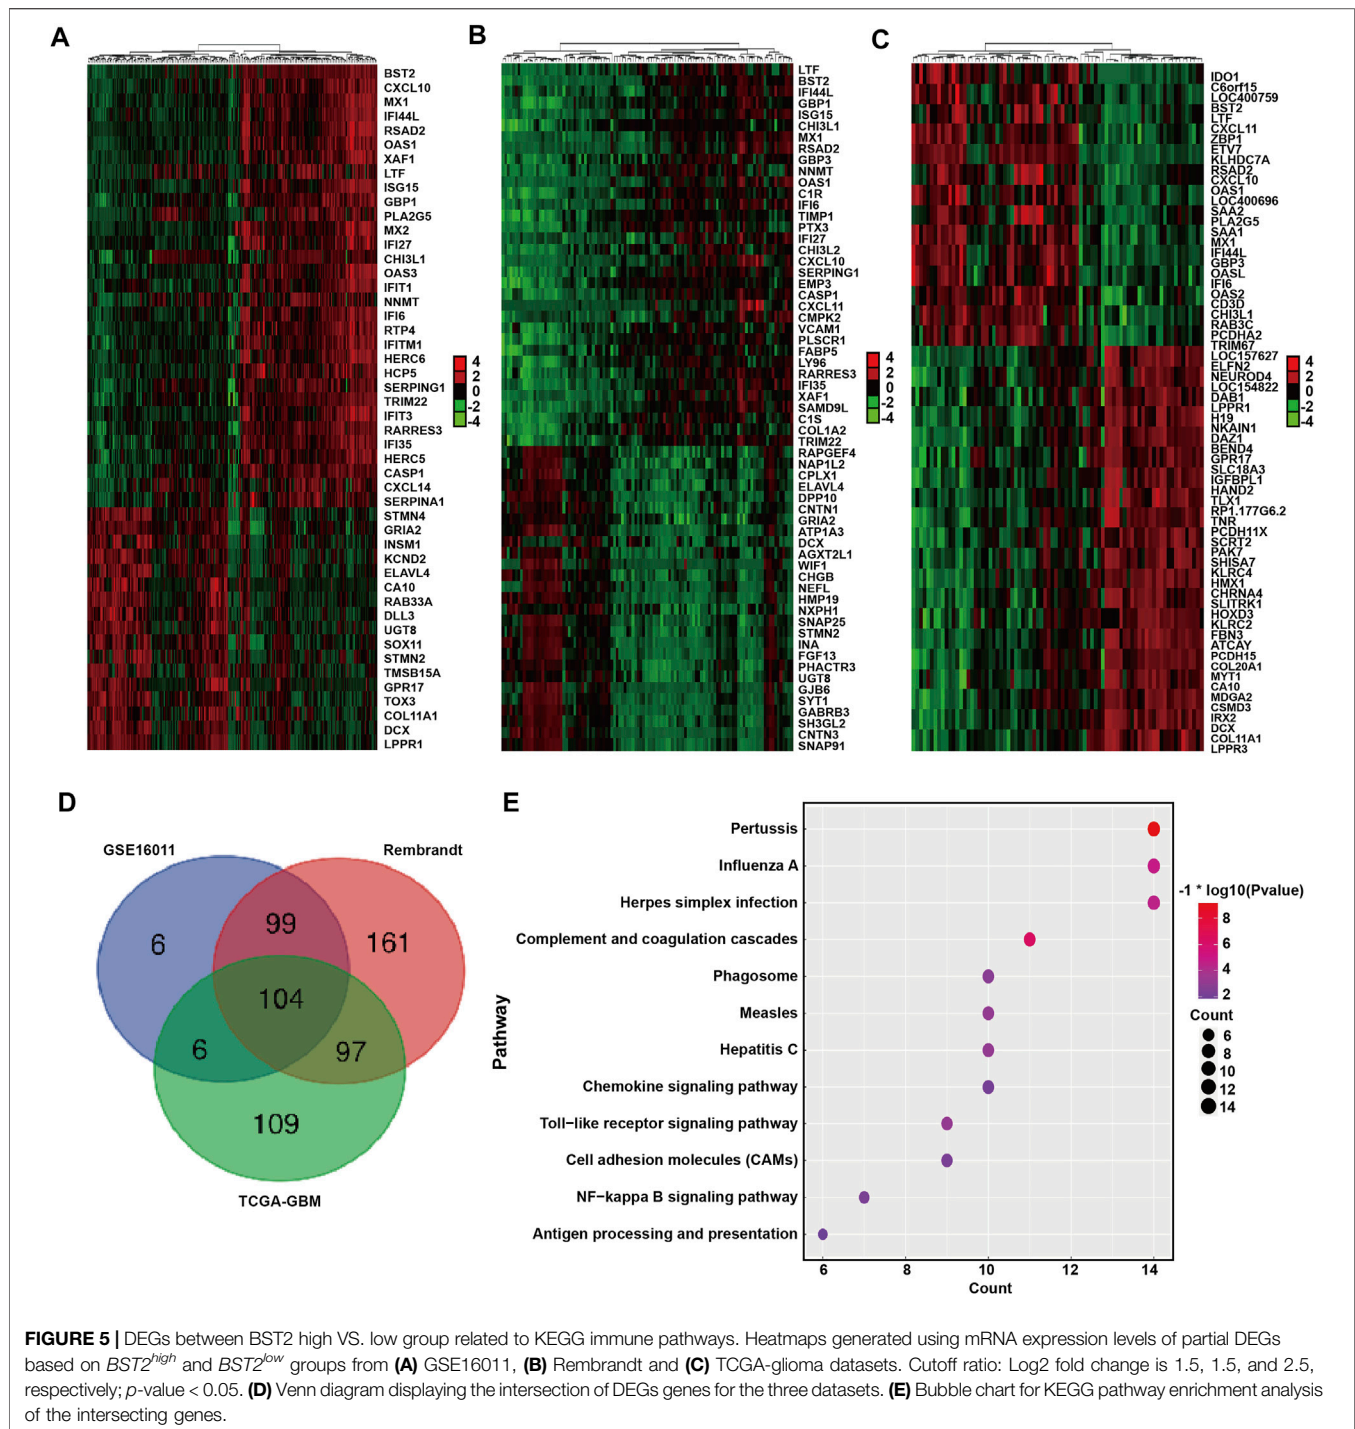 A
BST2
CXCL10
MX1
IFI44L
RSAD2
OAS1
XAF1
LTF
ISG15
GBP1
PLA2G5
MX2
IFI27
CHI3L1
OAS3
IFIT1
NNMT
IFI6
RTP4
IFITM1
HERC6
HCP5
SERPING1
TRIM22
IFIT3
RARRES3
IFI35
HERC5
CASP1
CXCL14
SERPINA1
STMN4
GRIA2
INSM1
KCND2
ELAVL4
CA10
RAB33A
DLL3
UGT8
SOX11
STMN2
TMSB15A
GPR17
TOX3
COL11A1
DCX
LPPR1
4
2
0
-2
-4
B
LTF
BST2
IFI44L
GBP1
ISG15
CHI3L1
MX1
RSAD2
GBP3
NNMT
OAS1
C1R
IFI6
TIMP1
PTX3
IFI27
CHI3L2
CXCL10
SERPING1
EMP3
CASP1
CXCL11
CMPK2
VCAM1
PLSCR1
FABP5
LY96
RARRES3
IFI35
XAF1
SAMD9L
C1S
COL1A2
TRIM22
RAPGEF4
NAP1L2
CPLX1
ELAVL4
DPP10
CNTN1
GRIA2
ATP1A3
DCX
AGXT2L1
WIF1
CHGB
NEFL
HMP19
NXPH1
SNAP25
STMN2
INA
FGF13
PHACTR3
UGT8
GJB6
SYT1
GABRB3
SH3GL2
CNTN3
SNAP91
4
2
0
-2
-4
C
IDO1
C6orf15
LOC400759
BST2
LTF
CXCL11
ZBP1
ETV7
KLHDC7A
RSAD2
CXCL10
OAS1
LOC400696
SAA2
PLA2G5
SAA1
MX1
IFI44L
GBP3
OASL
IFI6
OAS2
CD3D
CHI3L1
RAB3C
PCDHA2
TRIM67
LOC157627
ELFN2
NEUROD4
LOC154822
DAB1
LPPR1
H19
NKAIN1
DAZ1
BEND4
GPR17
SLC18A3
IGFBPL1
HAND2
TLX1
RP1.177G6.2
TNR
PCDH11X
SCRT2
PAK7
SHISA7
KLRC4
HMX1
CHRNA4
SLITRK1
HOXD3
KLRC2
FBN3
ATCAY
PCDH15
COL20A1
MYT1
CA10
MDGA2
CSMD3
IRX2
DCX
COL11A1
LPPR3
4
2
0
-2
-4
D
GSE16011
Rembrandt
99
6
161
104
6
97
109
TCGA-GBM
E
Pathway
Pertussis
Influenza A
Herpes simplex infection
Complement and coagulation cascades
Phagosome
Measles
Hepatitis C
Chemokine signaling pathway
Toll−like receptor signaling pathway
Cell adhesion molecules (CAMs)
NF−kappa B signaling pathway
Antigen processing and presentation
6 8 10 12 14
Count
-1 * log10(Pvalue)
8
6
4
2
Count
6
8
10
12
14
FIGURE 5 | DEGs between BST2 high VS. low group related to KEGG immune pathways. Heatmaps generated using mRNA expression levels of partial DEGs
based on BST2high and BST2low groups from (A) GSE16011, (B) Rembrandt and (C) TCGA-glioma datasets. Cutoff ratio: Log2 fold change is 1.5, 1.5, and 2.5,
respectively; p-value < 0.05. (D) Venn diagram displaying the intersection of DEGs genes for the three datasets. (E) Bubble chart for KEGG pathway enrichment analysis
of the intersecting genes.